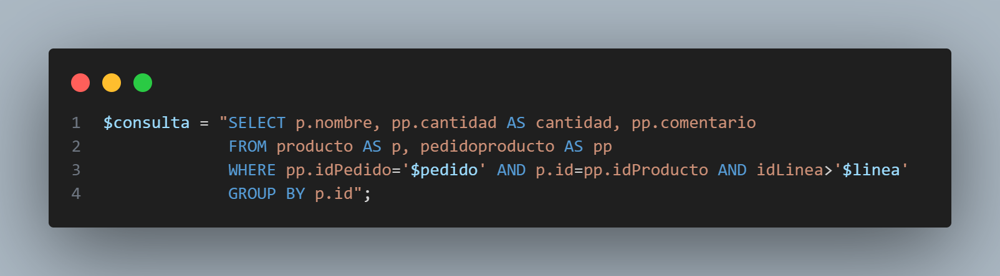 1 $consulta = "SELECT p.nombre, pp.cantidad AS cantidad, pp.comentario
2 FROM producto AS p, pedidoproducto AS pp
3 WHERE pp.idPedido='$pedido' AND p.id=pp.idProducto AND idLinea>'$linea'
4 GROUP BY p.id";